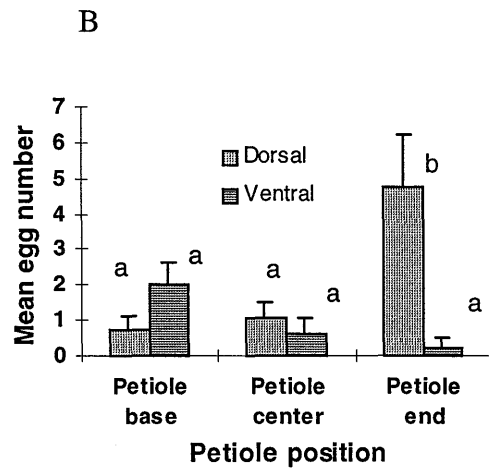 B
7
6
5
4
3
2
1
0
Mean egg number
Dorsal
Ventral
a
a
a
a
b
a
Petiole base
Petiole center
Petiole end
Petiole position